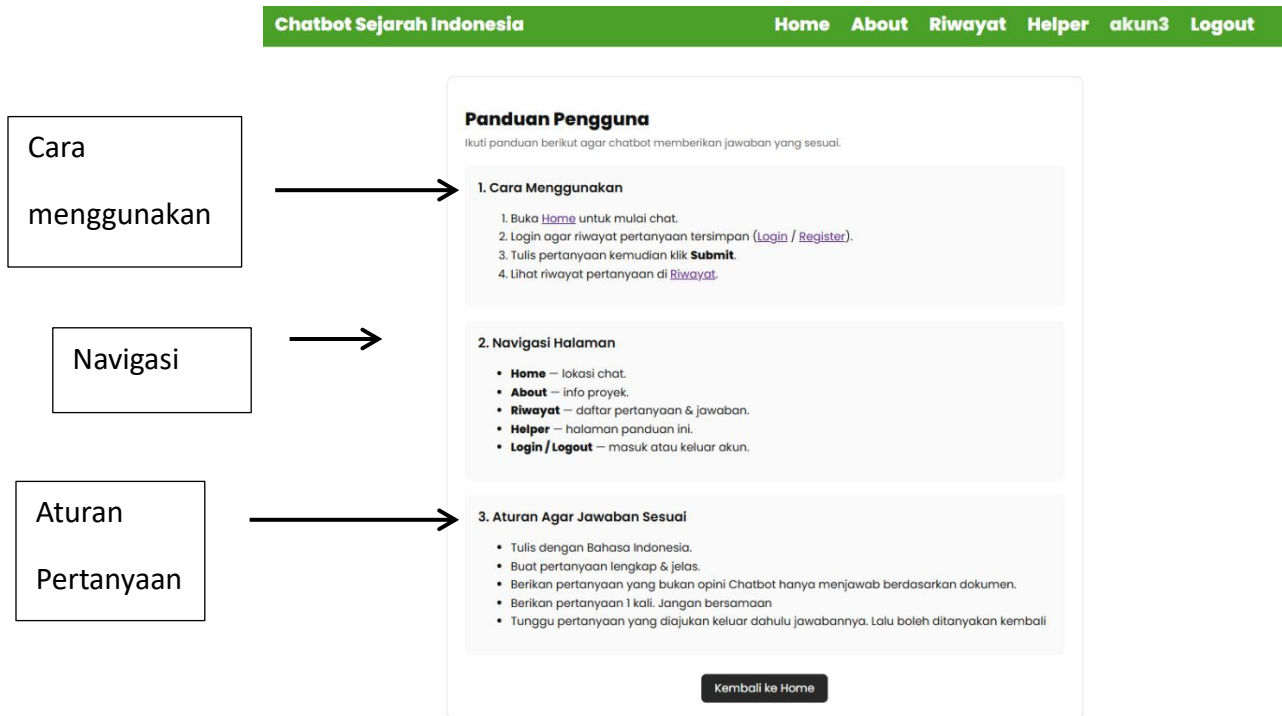 Chatbot Sejarah Indonesia Home About Riwayat Helper akun3 Logout
Cara
menggunakan
Navigasi
Aturan
Pertanyaan
Panduan Pengguna
Ikuti panduan berikut agar chatbot memberikan jawaban yang sesuai.
1. Cara Menggunakan
1. Buka Home untuk mulai chat.
2. Login agar riwayat pertanyaan tersimpan (Login / Register).
3. Tulis pertanyaan kemudian klik Submit.
4. Lihat riwayat pertanyaan di Riwayat.
2. Navigasi Halaman
• Home — lokasi chat.
• About — info proyek.
• Riwayat — daftar pertanyaan & jawaban.
• Helper — halaman panduan ini.
• Login / Logout — masuk atau keluar akun.
3. Aturan Agar Jawaban Sesuai
• Tulis dengan Bahasa Indonesia.
• Buat pertanyaan lengkap & jelas.
• Berikan pertanyaan yang bukan opini Chatbot hanya menjawab berdasarkan dokumen.
• Berikan pertanyaan 1 kali. Jangan bersamaan
• Tunggu pertanyaan yang diajukan keluar dahulu jawabannya. Lalu boleh ditanyakan kembali
Kembali ke Home